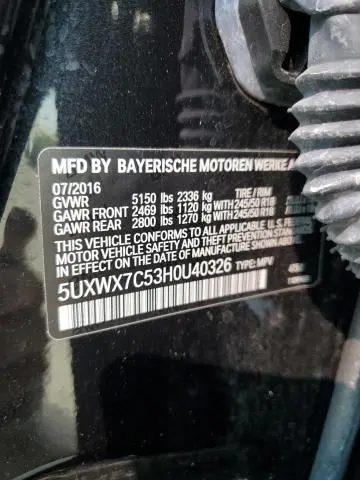 MFD BY BAYERISCHE MOTOREN WERKE A
07/2016 TIRE / RIM
GVWR 5150 lbs 2336 kg
GAWR FRONT 2469 lbs 1120 kg WITH 245/50 R18
GAWR REAR 2800 lbs 1270 kg WITH 245/50 R18
THIS VEHICLE CONFORMS TO ALL APPLICABLE
U.S. FEDERAL MOTOR VEHICLE SAFETY
STANDARDS IN EFFECT ON THE DATE OF
MANUFACTURE SHOWN ABOVE
5UXWX7C53H0U40326 TYPE: MPV